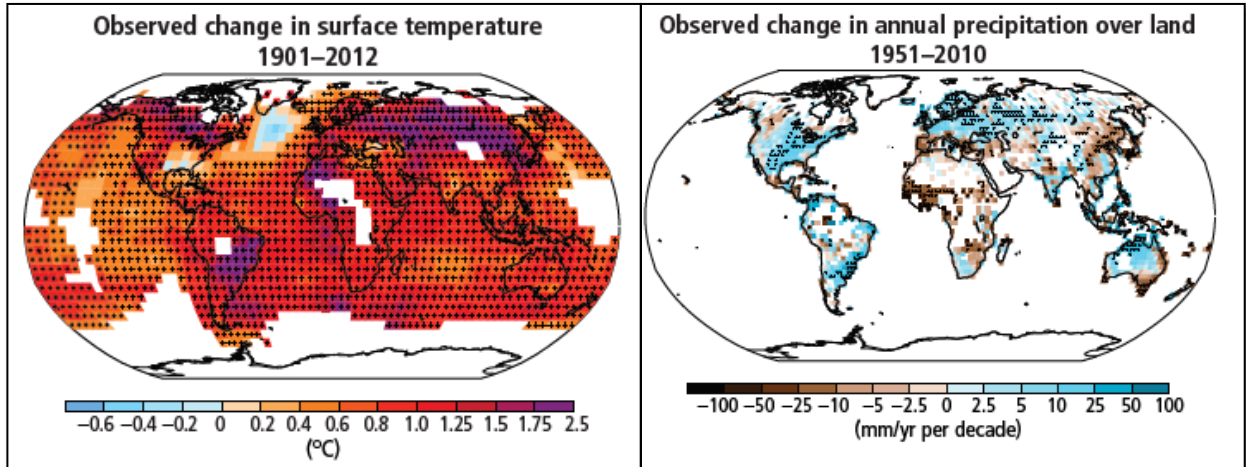 Observed change in surface temperature
1901–2012
−0.6 −0.4 −0.2 0 0.2 0.4 0.6 0.8 1.0 1.25 1.5 1.75 2.5
(°C)
Observed change in annual precipitation over land
1951–2010
−100 −50 −25 −10 −5 −2.5 0 2.5 5 10 25 50 100
(mm/yr per decade)